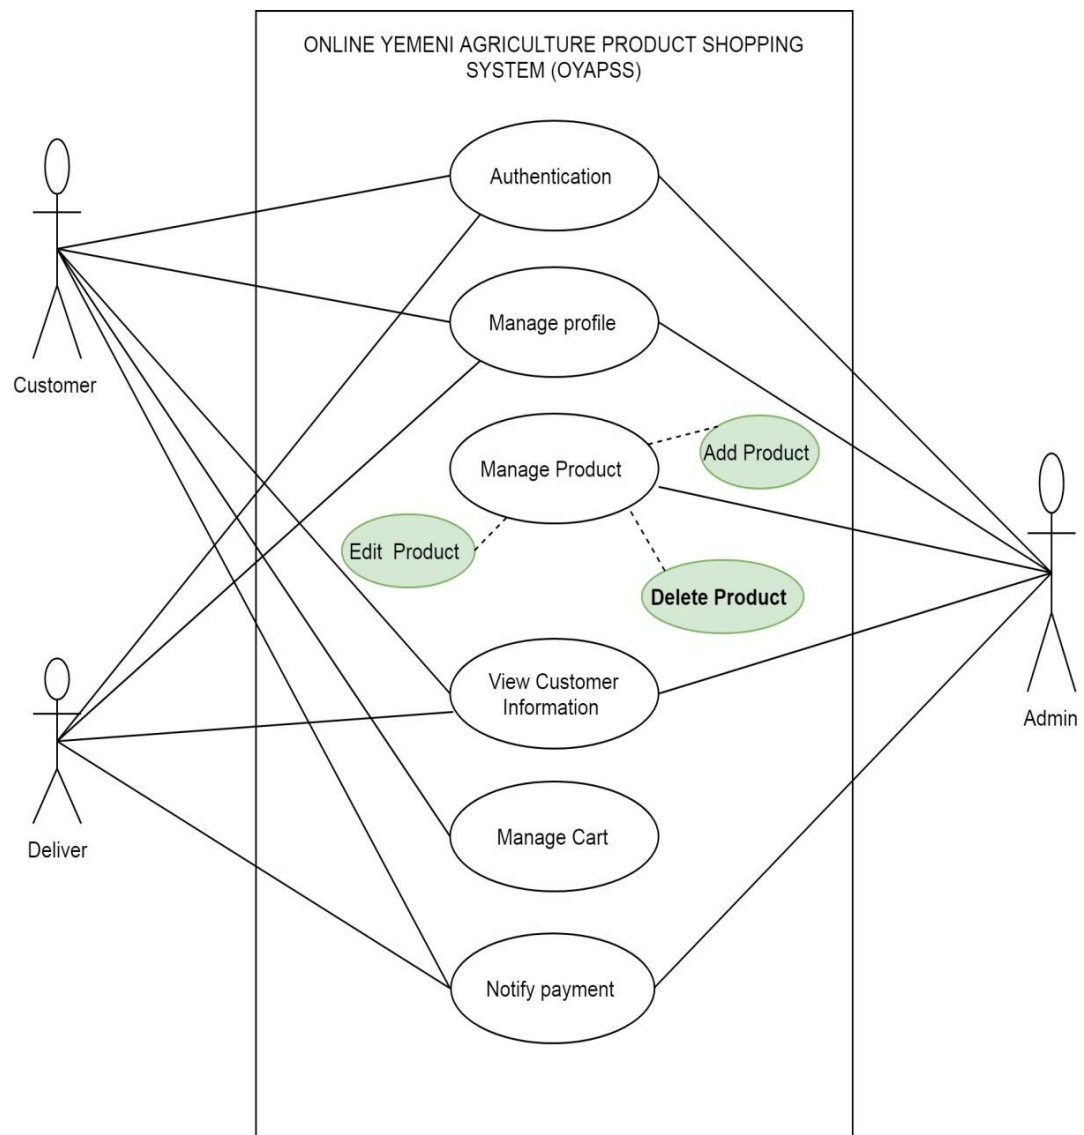 ONLINE YEMENI AGRICULTURE PRODUCT SHOPPING
SYSTEM (OYAPSS)
Authentication
Customer
Manage profile
Add Product
Manage Product
Edit  Product
Delete Product
View Customer
Information
Admin
Deliver
Manage Cart
Notify payment